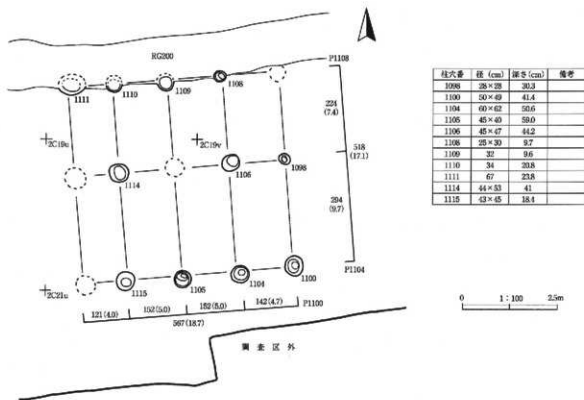 RG200
P1108
1111
1110
1109
1108
224
(7.4)
2C19u
2C19v
518
(17.1)
1114
1106
1098
294
(9.7)
P1104
2C21u
1115
1105
1104
1100
121 (4.0)
152 (5.0)
152 (5.0)
142 (4.7)
P1100
567 (18.7)
調査区外
柱穴番 径 (cm) 深さ(cm) 備考
1098 28×28 30.3
1100 50×49 41.4
1104 60×62 50.6
1105 45×40 59.0
1106 45×47 44.2
1108 25×30 9.7
1109 32 9.6
1110 34 20.8
1111 67 23.8
1114 44×53 41
1115 43×45 18.4
0 1:100 2.5m